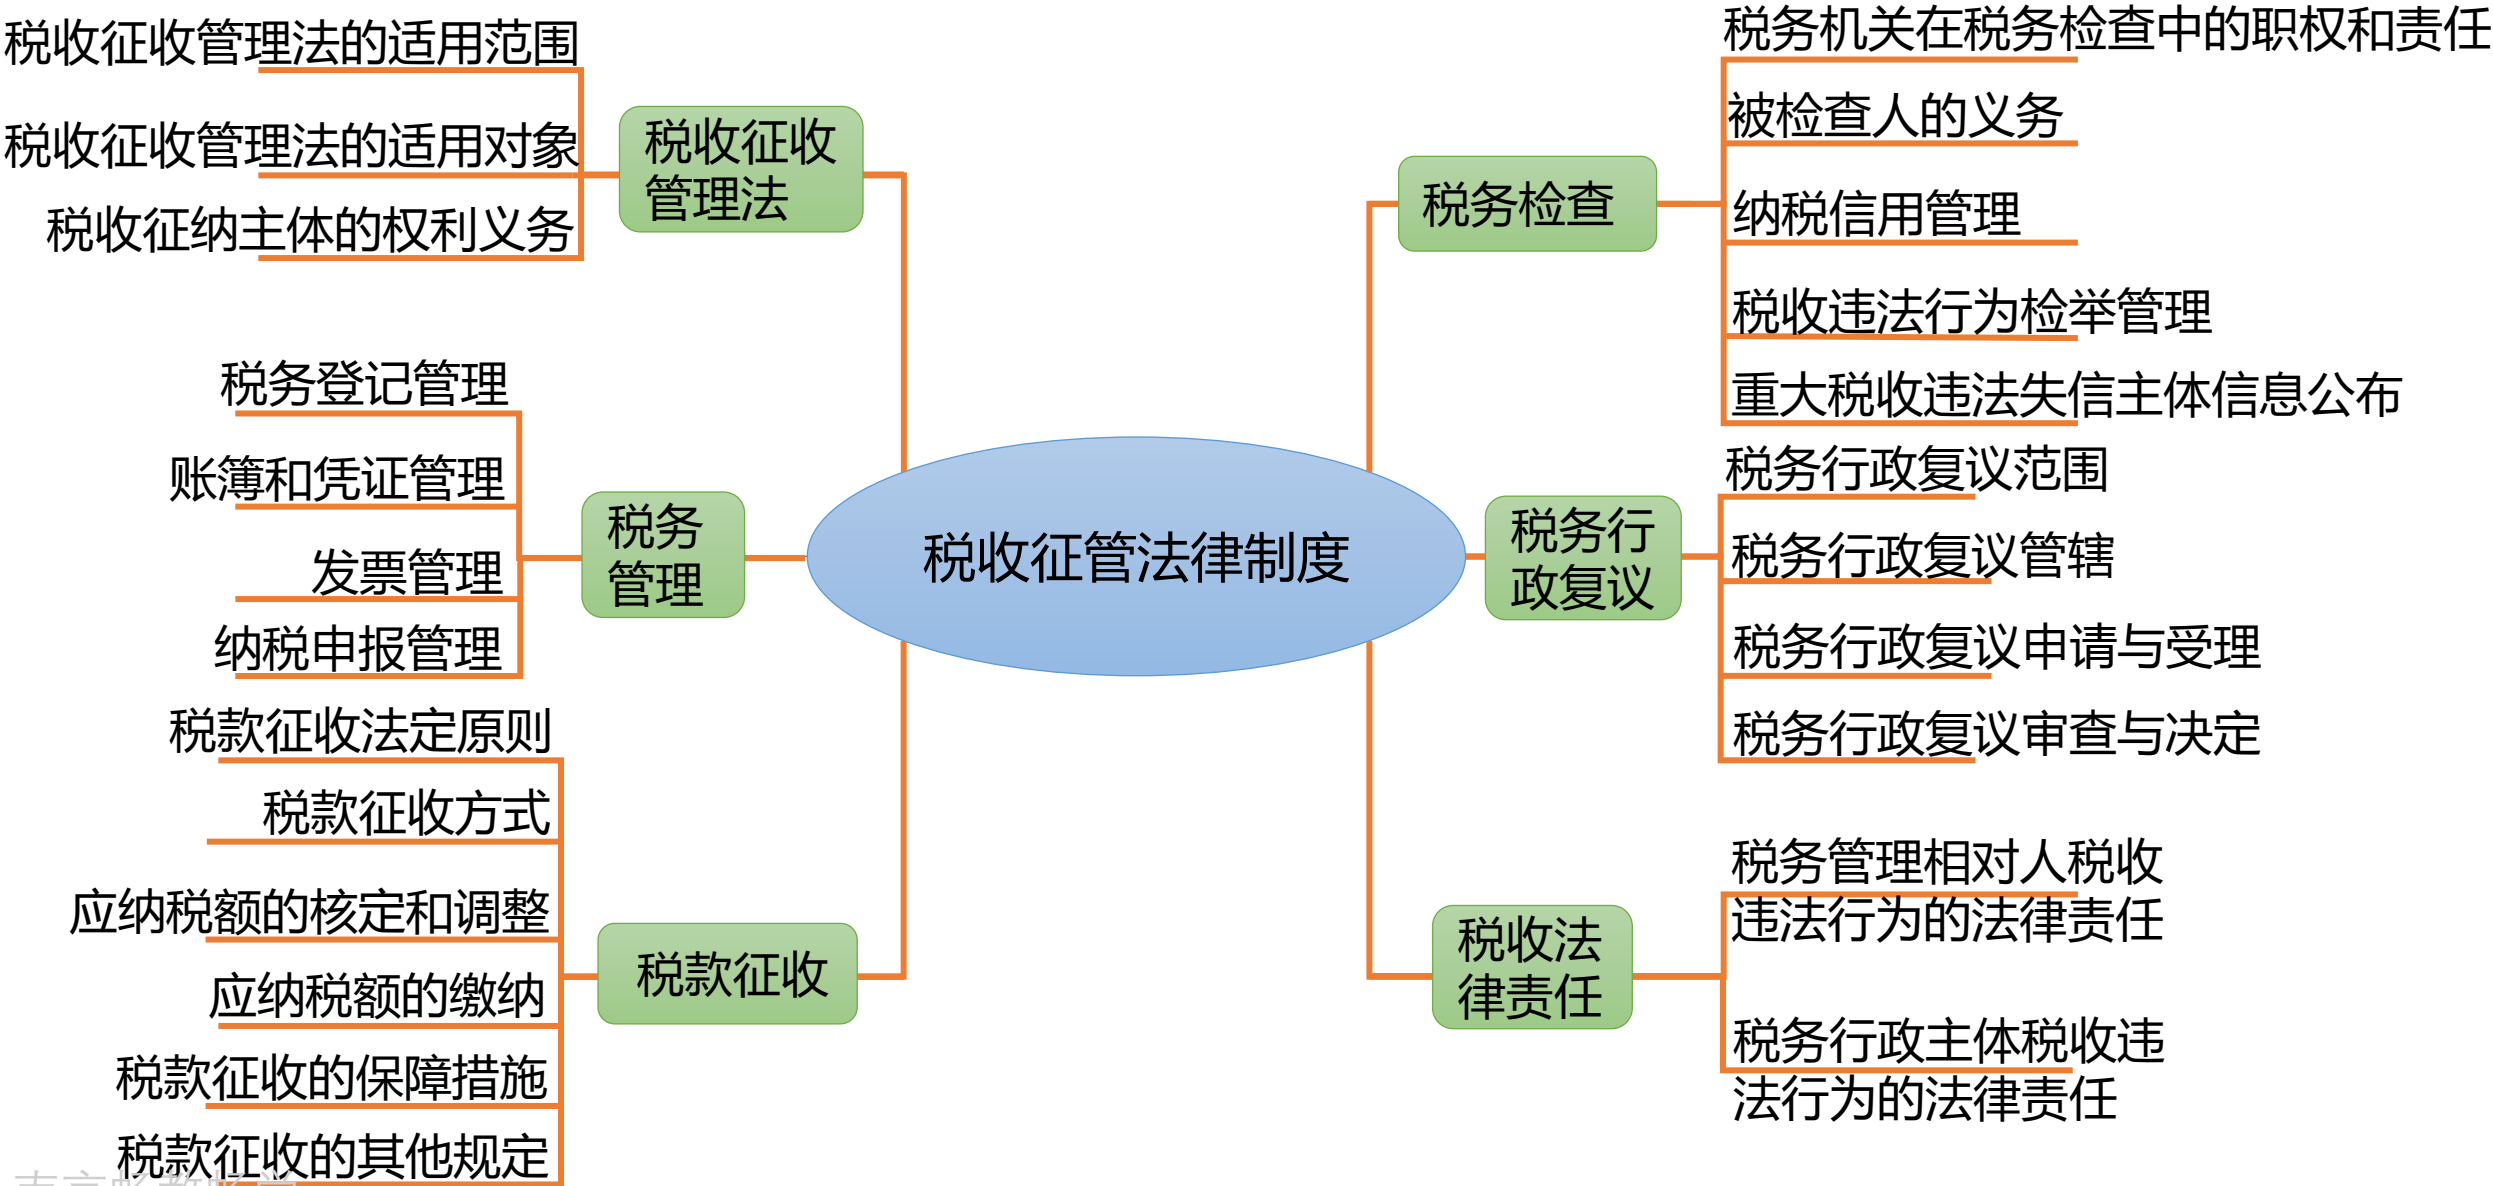 税收征管法律制度
税收征收
管理法
税收征收管理法的适用范围
税收征收管理法的适用对象
税收征纳主体的权利义务
税务
管理
税务登记管理
账簿和凭证管理
发票管理
纳税申报管理
税款征收
税款征收法定原则
税款征收方式
应纳税额的核定和调整
应纳税额的缴纳
税款征收的保障措施
税款征收的其他规定
税务检查
税务机关在税务检查中的职权和责任
被检查人的义务
纳税信用管理
税收违法行为检举管理
重大税收违法失信主体信息公布
税务行
政复议
税务行政复议范围
税务行政复议管辖
税务行政复议申请与受理
税务行政复议审查与决定
税收法
律责任
税务管理相对人税收
违法行为的法律责任
税务行政主体税收违
法行为的法律责任